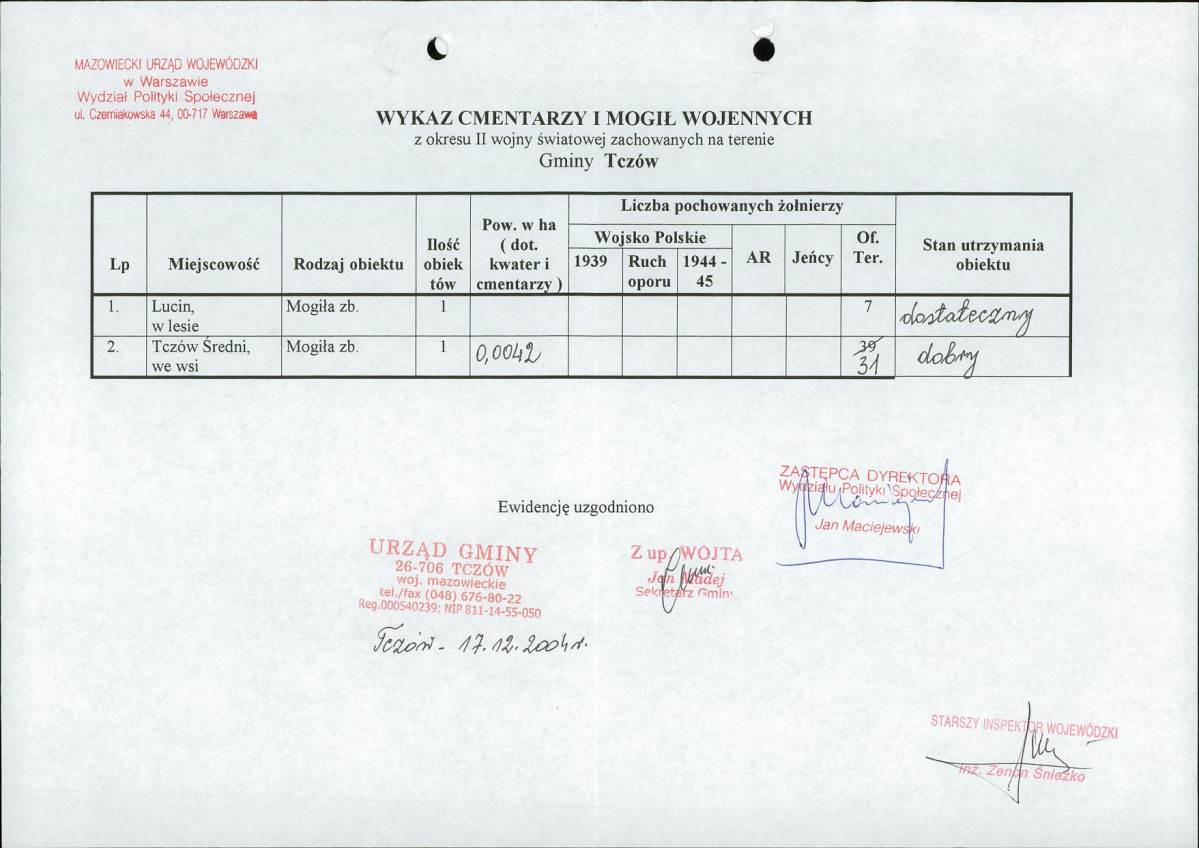 MAZOWIECKI URZĄD WOJEWÓDZKI
w Warszawie
Wydział Polityki Społecznej
ul. Czerniakowska 44, 00-717 Warszawa
WYKAZ CMENTARZY I MOGIŁ WOJENNYCH
z okresu II wojny światowej zachowanych na terenie
Gminy Tczów
Lp Miejscowość Rodzaj obiektu Ilość obiek tów Pow. w ha ( dot. kwater i cmentarzy ) Liczba pochowanych żołnierzy Stan utrzymania obiektu
Wojsko Polskie AR Jeńcy Of. Ter.
1939 Ruch oporu 1944 - 45
1. Lucin, w lesie Mogiła zb. 1 7 dostateczny
2. Tczów Średni, we wsi Mogiła zb. 1 0,0042 39 31 dobry
ZASTĘPCA DYREKTORA
Wydziału Polityki Społecznej
Jan Maciejewski
Ewidencję uzgodniono
URZĄD GMINY
26-706 TCZÓW
woj. mazowieckie
tel./fax (048) 676-80-22
Reg.000540239; NIP 811-14-55-050
Z up. WÓJTA
Jan Madej
Sekretarz Gminy
Tczów - 17.12.2004r.
STARSZY INSPEKTOR WOJEWÓDZKI
inż. Zenon Śnieżko